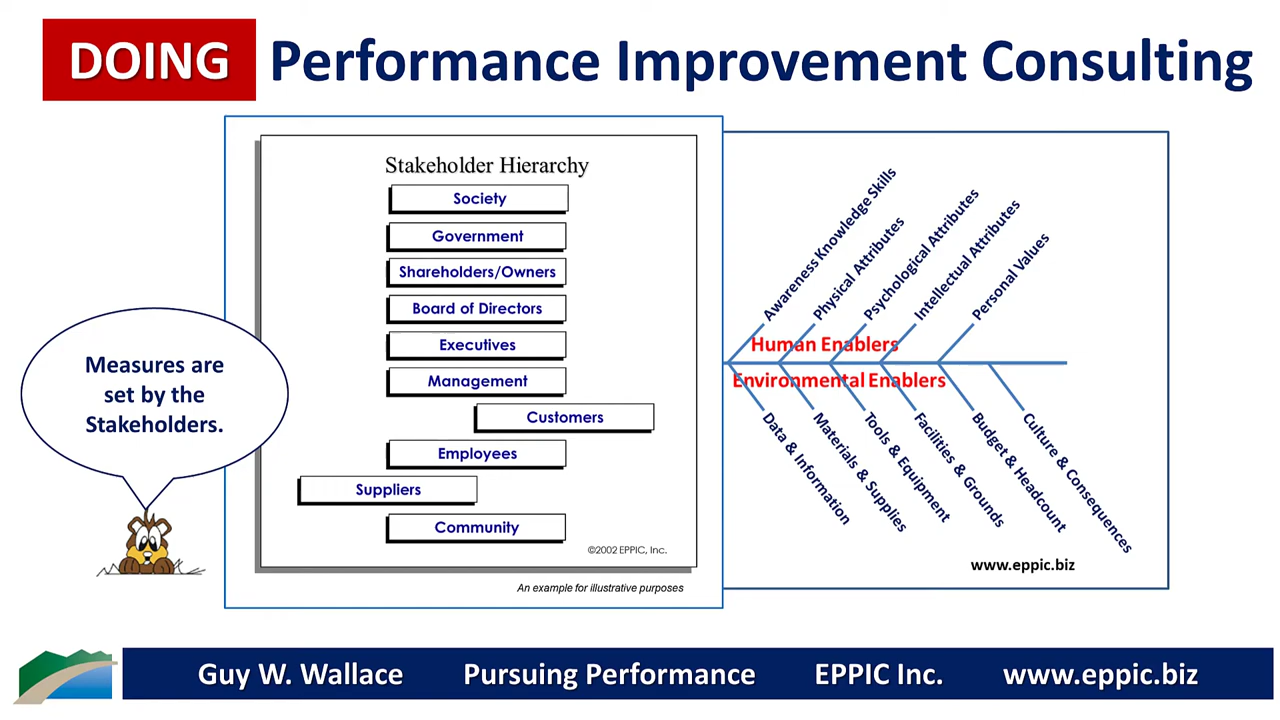 DOING Performance Improvement Consulting
Stakeholder Hierarchy
Society
Government
Shareholders/Owners
Board of Directors
Executives
Management
Customers
Employees
Suppliers
Community
©2002 EPPIC, Inc.
An example for illustrative purposes
Measures are
set by the
Stakeholders.
Awareness Knowledge Skills
Physical Attributes
Psychological Attributes
Intellectual Attributes
Personal Values
Human Enablers
Environmental Enablers
Data & Information
Materials & Supplies
Tools & Equipment
Facilities & Grounds
Budget & Headcount
Culture & Consequences
www.eppic.biz
Guy W. Wallace Pursuing Performance EPPIC Inc. www.eppic.biz